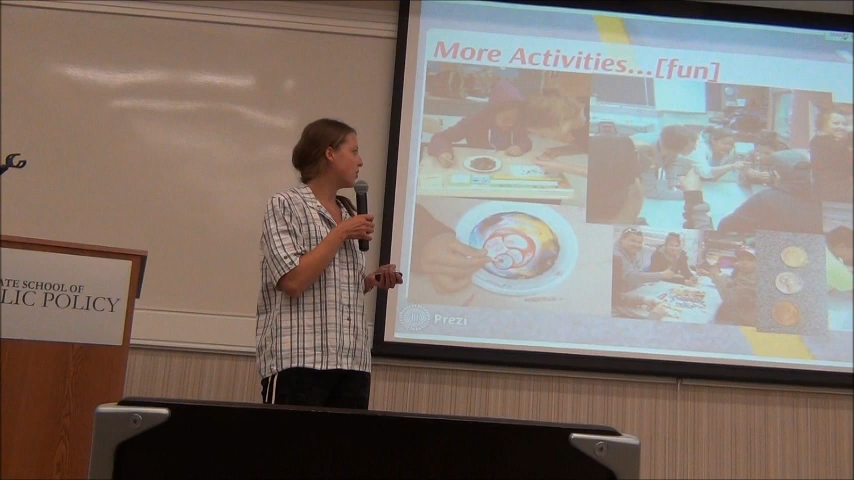 More Activities...[fun]
ATE SCHOOL OF
LIC POLICY
Prezi